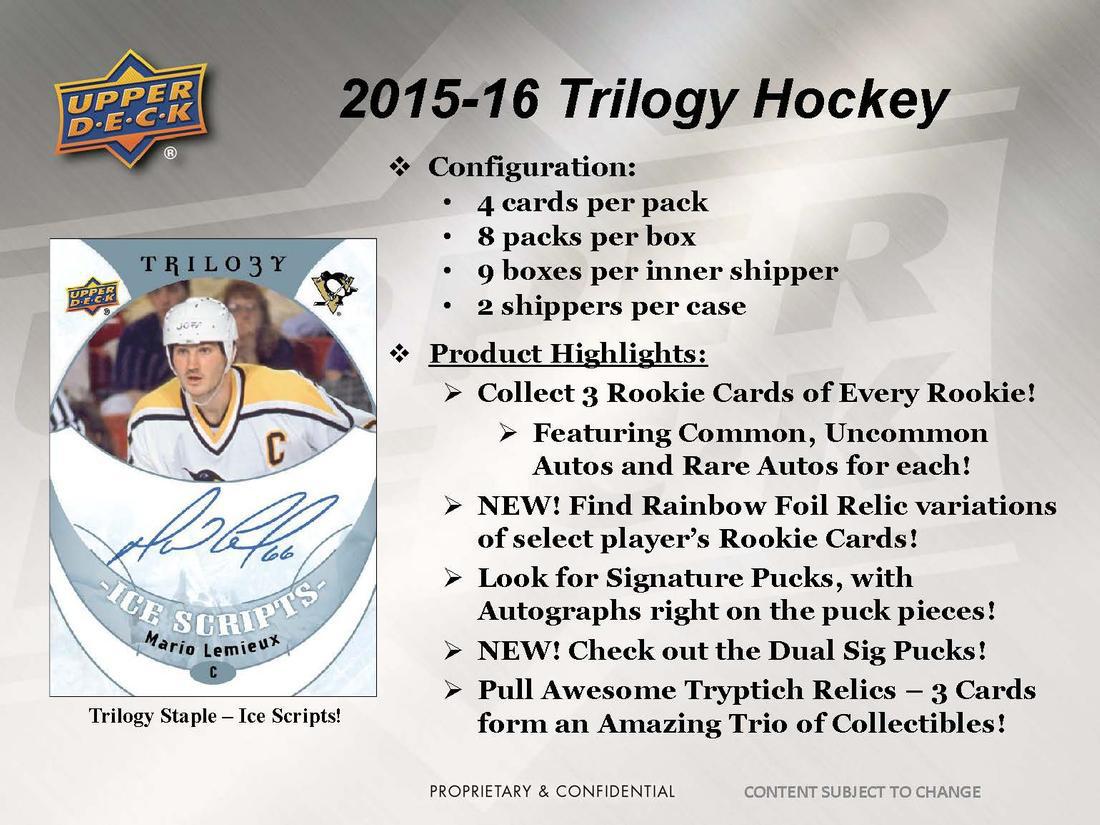 UPPER
D·E·C·K
®
2015-16 Trilogy Hockey
❖ Configuration:
• 4 cards per pack
• 8 packs per box
• 9 boxes per inner shipper
• 2 shippers per case
TRILOGY
UPPER
DECK
JOFA
C
66
-ICE SCRIPTS-
Mario Lemieux
C
Trilogy Staple – Ice Scripts!
❖ Product Highlights:
➢ Collect 3 Rookie Cards of Every Rookie!
➢ Featuring Common, Uncommon
Autos and Rare Autos for each!
➢ NEW! Find Rainbow Foil Relic variations
of select player’s Rookie Cards!
➢ Look for Signature Pucks, with
Autographs right on the puck pieces!
➢ NEW! Check out the Dual Sig Pucks!
➢ Pull Awesome Tryptich Relics – 3 Cards
form an Amazing Trio of Collectibles!
PROPRIETARY & CONFIDENTIAL
CONTENT SUBJECT TO CHANGE